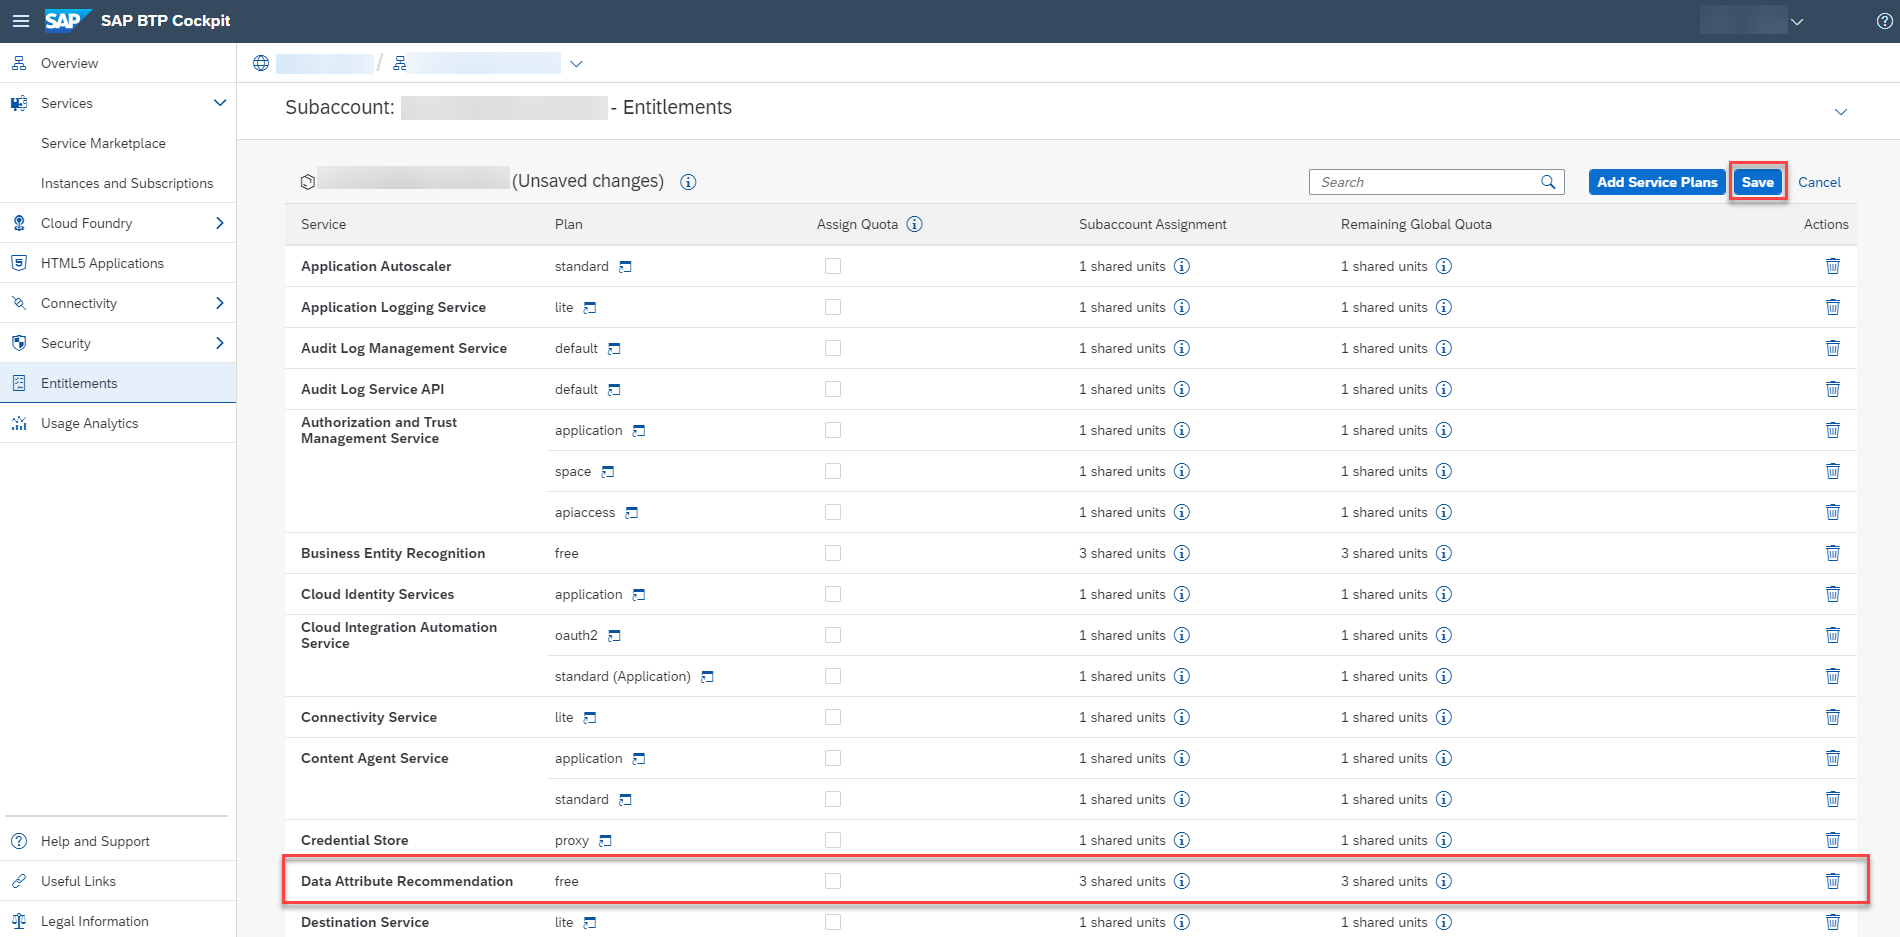 SAP SAP BTP Cockpit
Overview
Services
Service Marketplace
Instances and Subscriptions
Cloud Foundry
HTML5 Applications
Connectivity
Security
Entitlements
Usage Analytics
Help and Support
Useful Links
Legal Information
/
Subaccount: - Entitlements
(Unsaved changes) Search Add Service Plans Save Cancel
Service Plan Assign Quota Subaccount Assignment Remaining Global Quota Actions
Application Autoscaler standard 1 shared units 1 shared units
Application Logging Service lite 1 shared units 1 shared units
Audit Log Management Service default 1 shared units 1 shared units
Audit Log Service API default 1 shared units 1 shared units
Authorization and Trust
Management Service application 1 shared units 1 shared units
space 1 shared units 1 shared units
apiaccess 1 shared units 1 shared units
Business Entity Recognition free 3 shared units 3 shared units
Cloud Identity Services application 1 shared units 1 shared units
Cloud Integration Automation
Service oauth2 1 shared units 1 shared units
standard (Application) 1 shared units 1 shared units
Connectivity Service lite 1 shared units 1 shared units
Content Agent Service application 1 shared units 1 shared units
standard 1 shared units 1 shared units
Credential Store proxy 1 shared units 1 shared units
Data Attribute Recommendation free 3 shared units 3 shared units
Destination Service lite 1 shared units 1 shared units